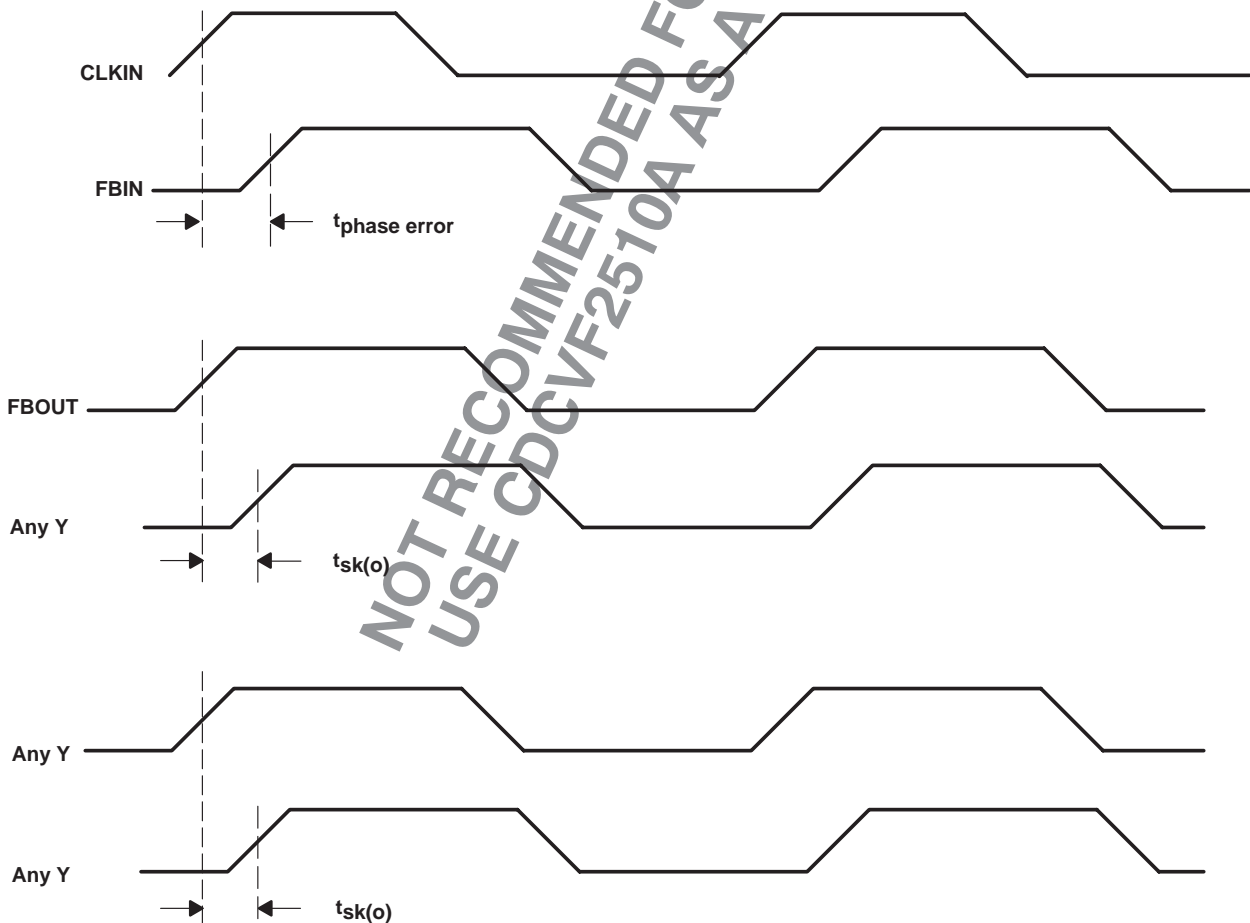 CLKIN
FBIN
tphase error
FBOUT
Any Y
tsk(o)
Any Y
Any Y
tsk(o)
NOT RECOMMENDED FO
USE CDCVF2510A AS A